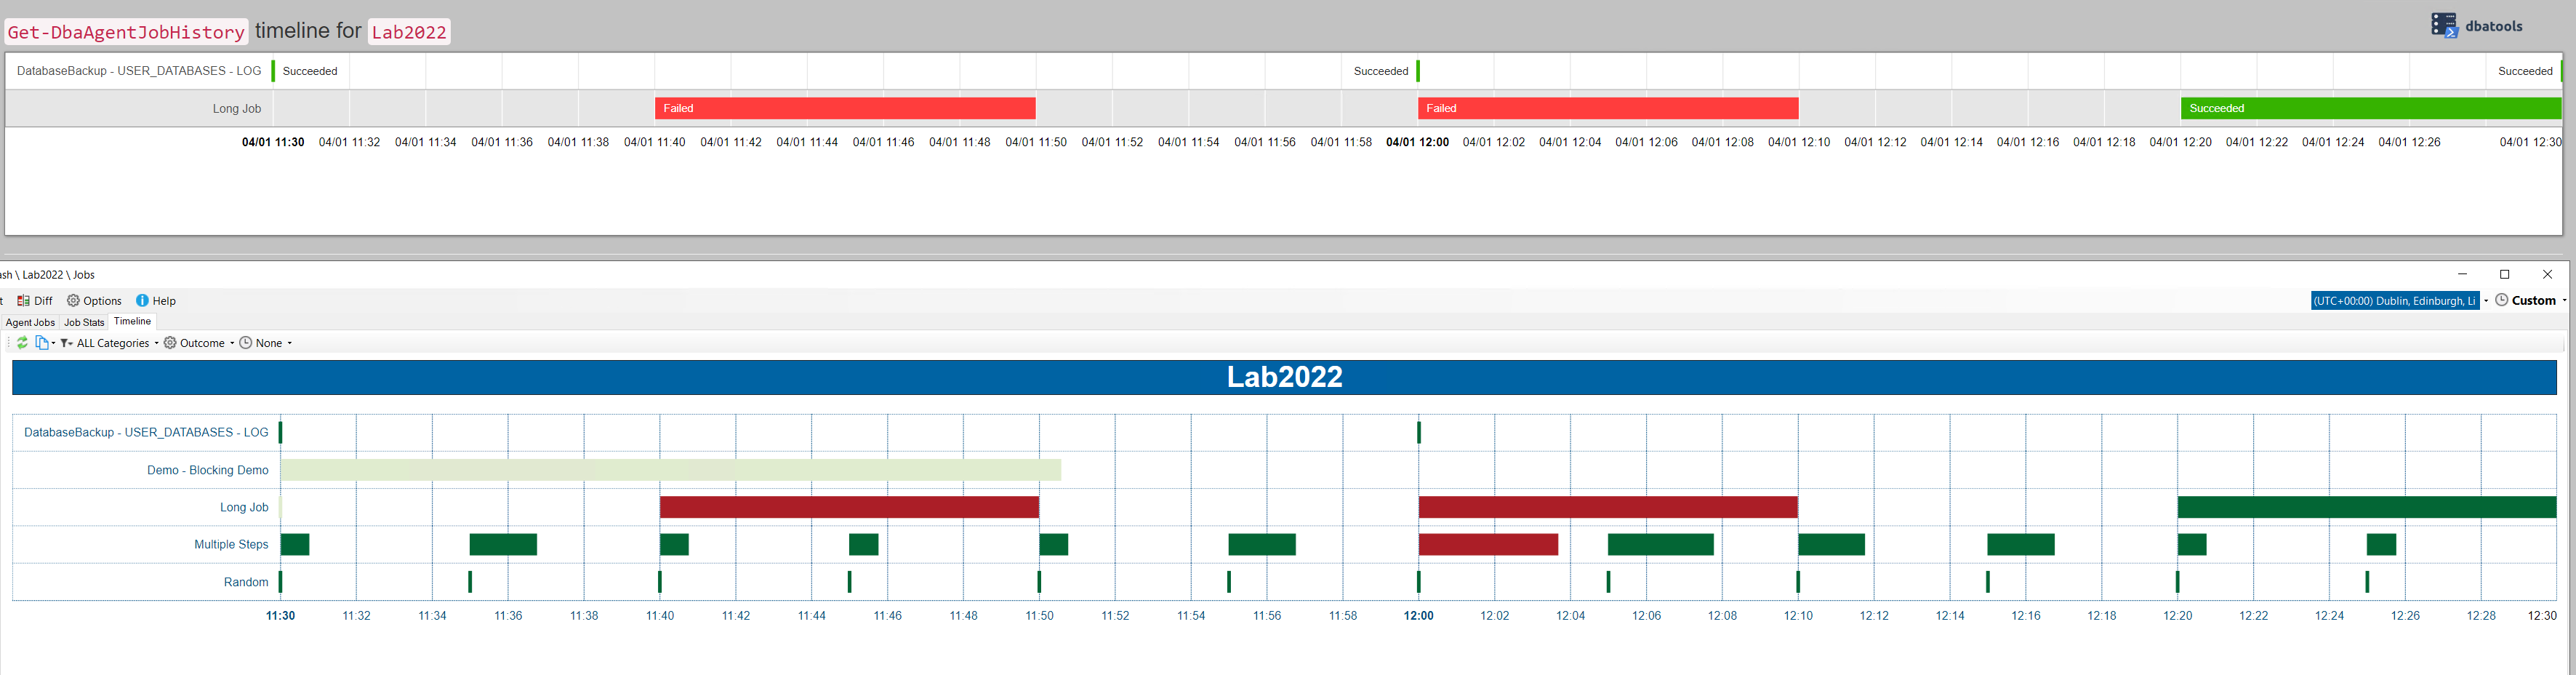 Get-DbaAgentJobHistory timeline for Lab2022
dbatools
DatabaseBackup - USER_DATABASES - LOG Succeeded Succeeded Succeeded
Long Job Failed Failed Succeeded
04/01 11:30 04/01 11:32 04/01 11:34 04/01 11:36 04/01 11:38 04/01 11:40 04/01 11:42 04/01 11:44 04/01 11:46 04/01 11:48 04/01 11:50 04/01 11:52 04/01 11:54 04/01 11:56 04/01 11:58 04/01 12:00 04/01 12:02 04/01 12:04 04/01 12:06 04/01 12:08 04/01 12:10 04/01 12:12 04/01 12:14 04/01 12:16 04/01 12:18 04/01 12:20 04/01 12:22 04/01 12:24 04/01 12:26 04/01 12:30
ash \ Lab2022 \ Jobs
t Diff Options Help (UTC+00:00) Dublin, Edinburgh, Li Custom
Agent Jobs Job Stats Timeline
ALL Categories Outcome None
Lab2022
DatabaseBackup - USER_DATABASES - LOG
Demo - Blocking Demo
Long Job
Multiple Steps
Random
11:30 11:32 11:34 11:36 11:38 11:40 11:42 11:44 11:46 11:48 11:50 11:52 11:54 11:56 11:58 12:00 12:02 12:04 12:06 12:08 12:10 12:12 12:14 12:16 12:18 12:20 12:22 12:24 12:26 12:28 12:30